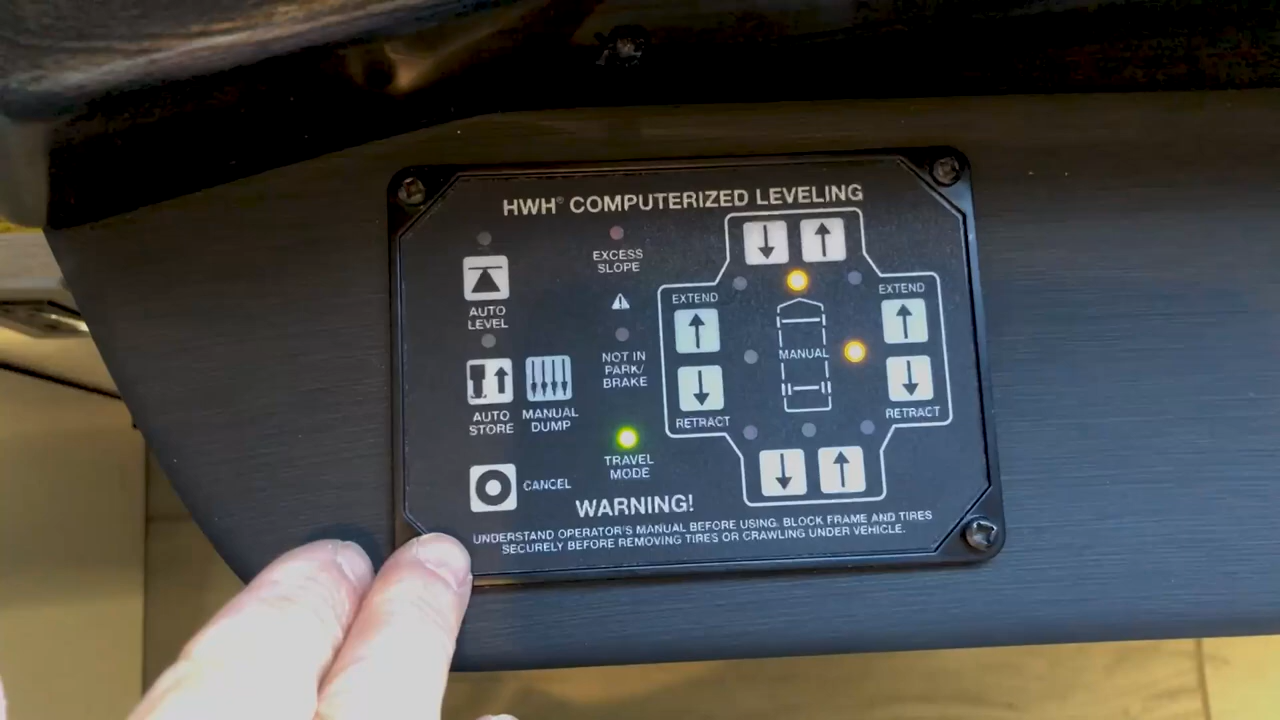 HWH® COMPUTERIZED LEVELING
EXCESS
SLOPE
AUTO
LEVEL
NOT IN
PARK/
BRAKE
AUTO
STORE
MANUAL
DUMP
TRAVEL
MODE
CANCEL
EXTEND
RETRACT
MANUAL
EXTEND
RETRACT
WARNING!
UNDERSTAND OPERATOR'S MANUAL BEFORE USING. BLOCK FRAME AND TIRES
SECURELY BEFORE REMOVING TIRES OR CRAWLING UNDER VEHICLE.